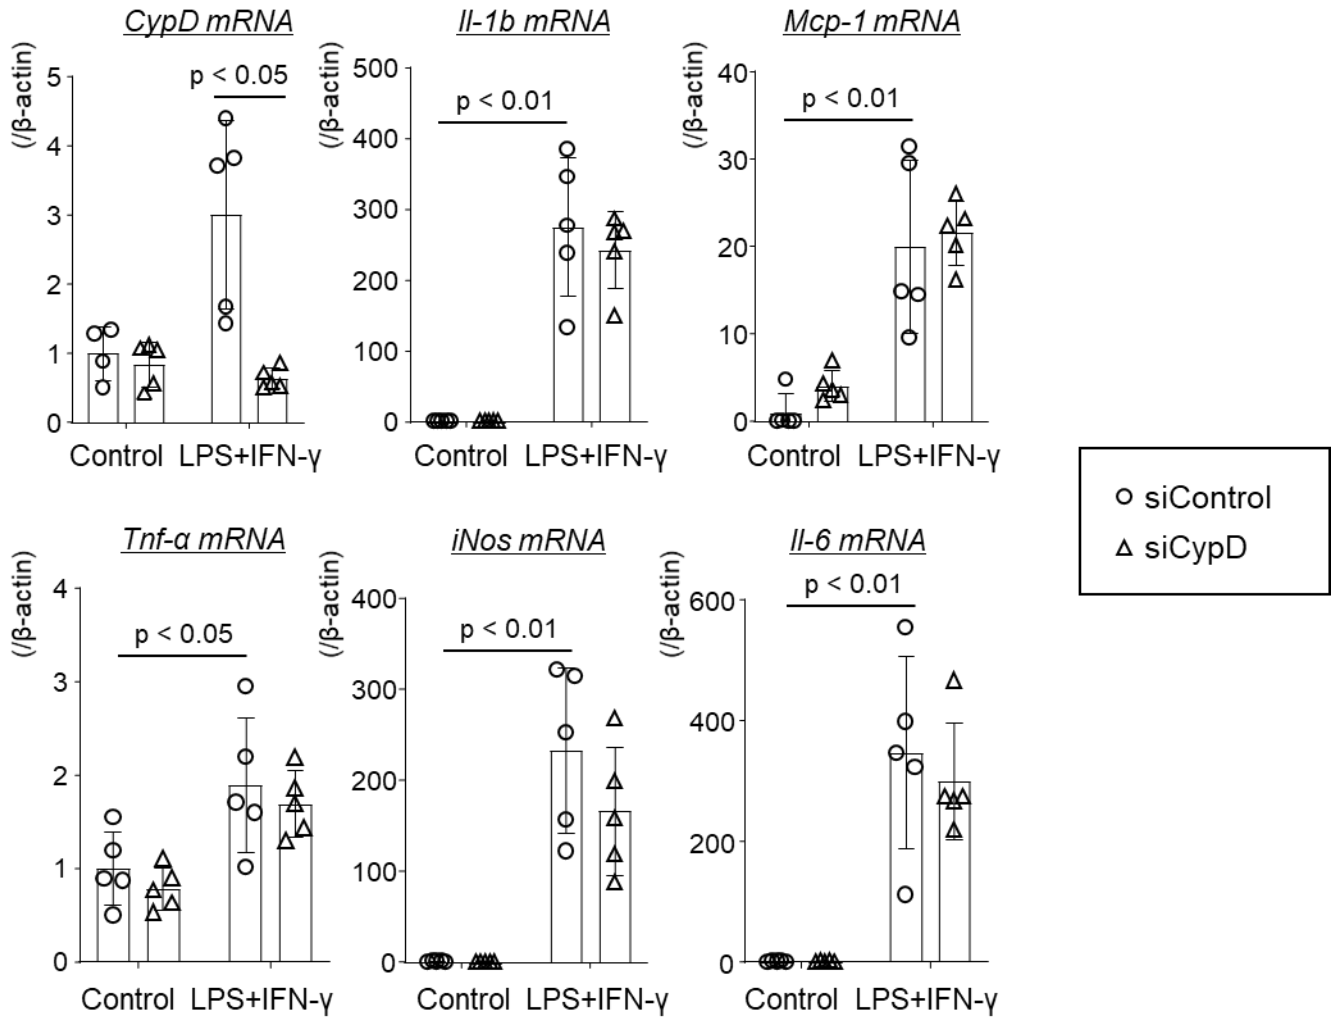 CypD mRNA
(/β-actin)
5
4
3
2
1
0
p < 0.05
Control LPS+IFN-γ
Il-1b mRNA
(/β-actin)
500
400
300
200
100
0
p < 0.01
Control LPS+IFN-γ
Mcp-1 mRNA
(/β-actin)
40
30
20
10
0
p < 0.01
Control LPS+IFN-γ
siControl
siCypD
Tnf-α mRNA
(/β-actin)
4
3
2
1
0
p < 0.05
Control LPS+IFN-γ
iNos mRNA
(/β-actin)
400
300
200
100
0
p < 0.01
Control LPS+IFN-γ
Il-6 mRNA
(/β-actin)
600
400
200
0
p < 0.01
Control LPS+IFN-γ